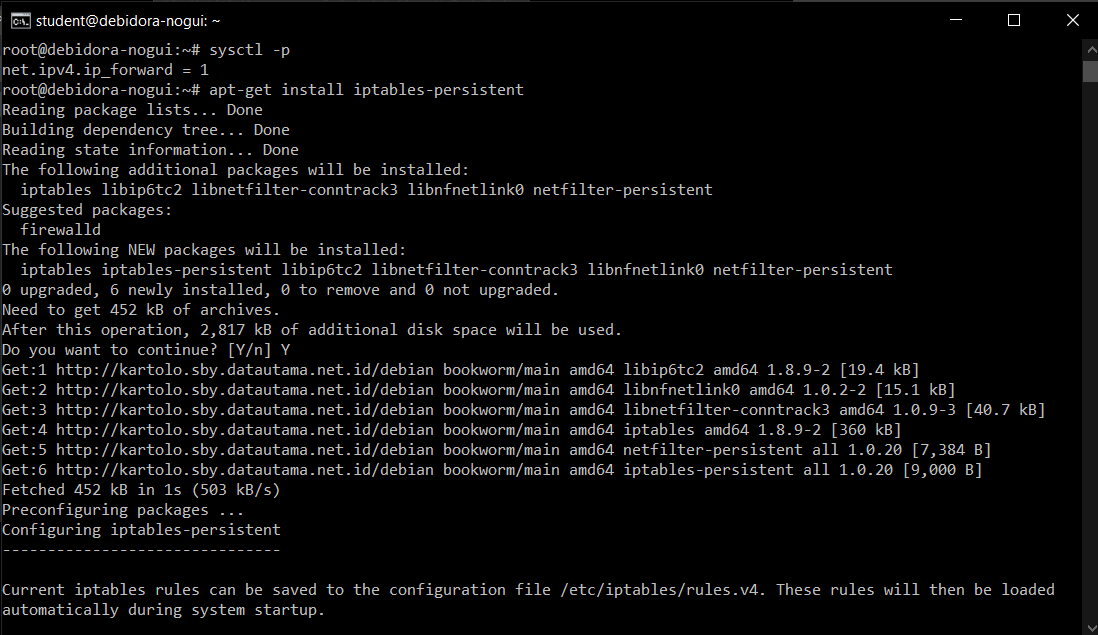 student@debidora-nogui: ~
root@debidora-nogui:~# sysctl -p
net.ipv4.ip_forward = 1
root@debidora-nogui:~# apt-get install iptables-persistent
Reading package lists... Done
Building dependency tree... Done
Reading state information... Done
The following additional packages will be installed:
  iptables libip6tc2 libnetfilter-conntrack3 libnfnetlink0 netfilter-persistent
Suggested packages:
  firewalld
The following NEW packages will be installed:
  iptables iptables-persistent libip6tc2 libnetfilter-conntrack3 libnfnetlink0 netfilter-persistent
0 upgraded, 6 newly installed, 0 to remove and 0 not upgraded.
Need to get 452 kB of archives.
After this operation, 2,817 kB of additional disk space will be used.
Do you want to continue? [Y/n] Y
Get:1 http://kartolo.sby.datautama.net.id/debian bookworm/main amd64 libip6tc2 amd64 1.8.9-2 [19.4 kB]
Get:2 http://kartolo.sby.datautama.net.id/debian bookworm/main amd64 libnfnetlink0 amd64 1.0.2-2 [15.1 kB]
Get:3 http://kartolo.sby.datautama.net.id/debian bookworm/main amd64 libnetfilter-conntrack3 amd64 1.0.9-3 [40.7 kB]
Get:4 http://kartolo.sby.datautama.net.id/debian bookworm/main amd64 iptables amd64 1.8.9-2 [360 kB]
Get:5 http://kartolo.sby.datautama.net.id/debian bookworm/main amd64 netfilter-persistent all 1.0.20 [7,384 B]
Get:6 http://kartolo.sby.datautama.net.id/debian bookworm/main amd64 iptables-persistent all 1.0.20 [9,000 B]
Fetched 452 kB in 1s (503 kB/s)
Preconfiguring packages ...
Configuring iptables-persistent
-------------------------------
Current iptables rules can be saved to the configuration file /etc/iptables/rules.v4. These rules will then be loaded
automatically during system startup.